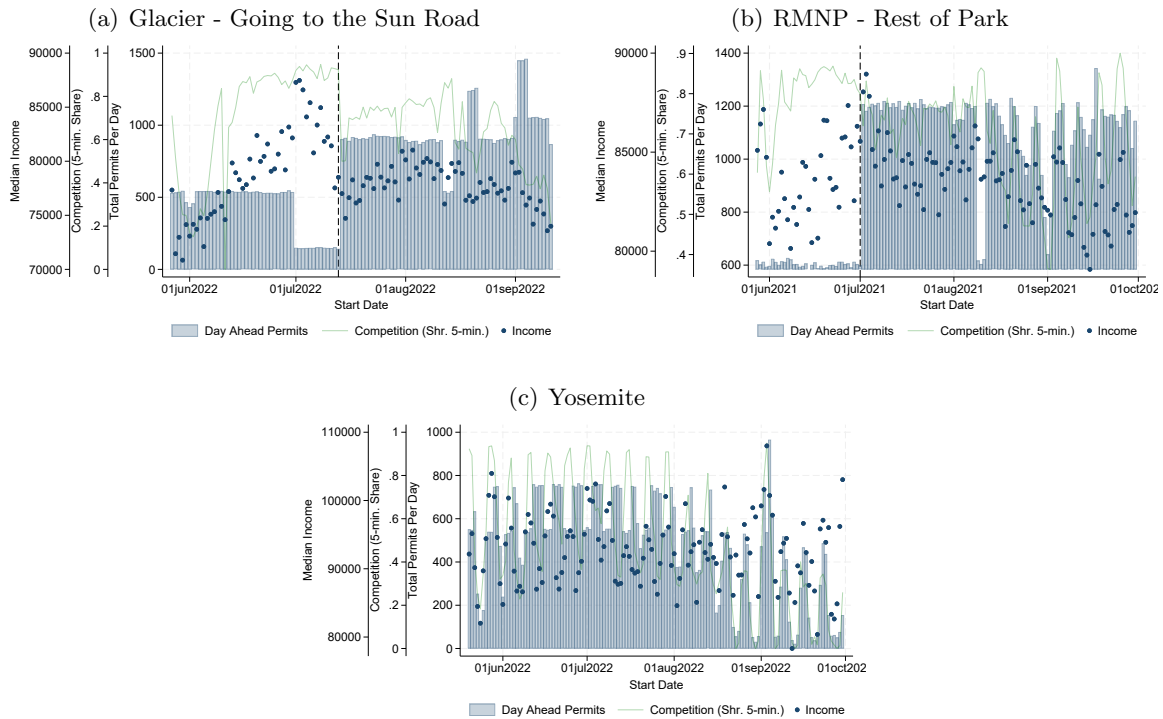 (a) Glacier - Going to the Sun Road
90000
85000
80000
75000
70000
Median Income
1
.8
.6
.4
.2
0
Competition (5-min. Share)
1500
1000
500
0
Total Permits Per Day
01jun2022 01jul2022 01aug2022 01sep2022
Start Date
Day Ahead Permits Competition (Shr. 5-min.) Income
(b) RMNP - Rest of Park
90000
85000
80000
Median Income
.9
.8
.7
.6
.5
.4
Competition (5-min. Share)
1400
1200
1000
800
600
Total Permits Per Day
01jun2021 01jul2021 01aug2021 01sep2021 01oct202
Start Date
Day Ahead Permits Competition (Shr. 5-min.) Income
(c) Yosemite
110000
100000
90000
80000
Median Income
1
.8
.6
.4
.2
0
Competition (5-min. Share)
1000
800
600
400
200
0
Total Permits Per Day
01jun2022 01jul2022 01aug2022 01sep2022 01oct202
Start Date
Day Ahead Permits Competition (Shr. 5-min.) Income